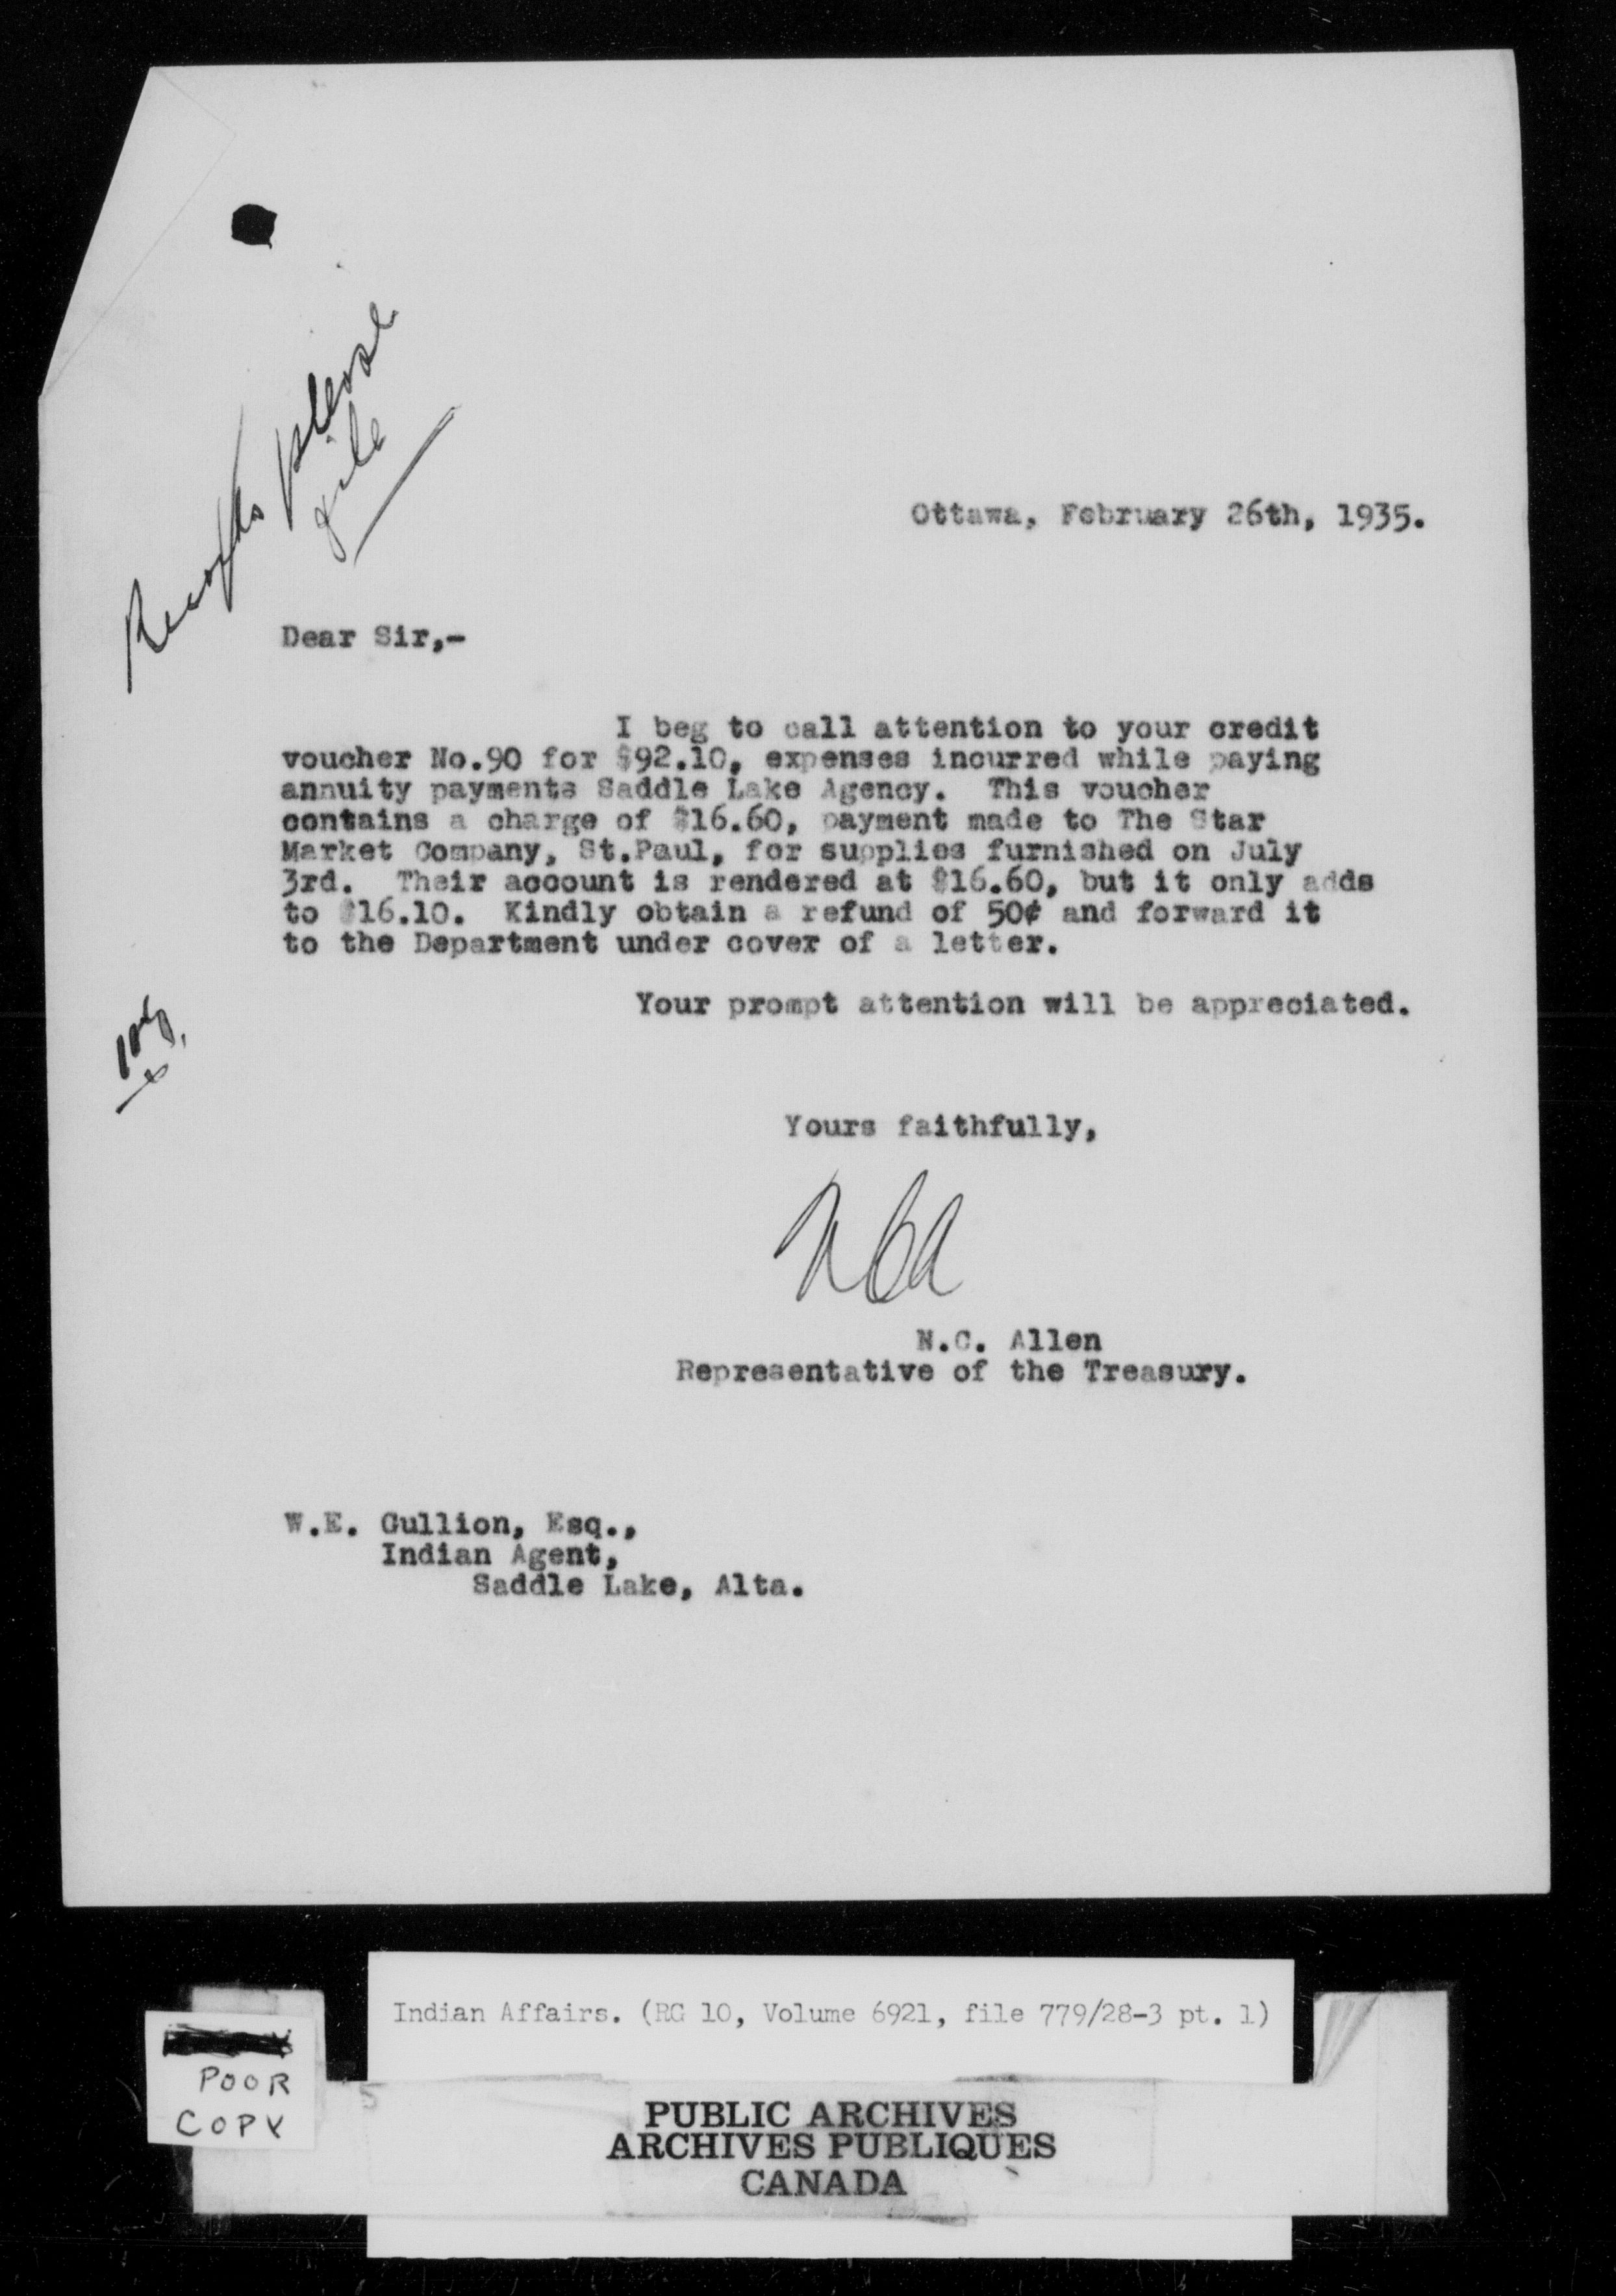 Records please
file
Ottawa, February 26th, 1935.
Dear Sir,-
I beg to call attention to your credit
voucher No.90 for $92.10, expenses incurred while paying
annuity payments Saddle Lake Agency. This voucher
contains a charge of $16.60, payment made to The Star
Market Company, St.Paul, for supplies furnished on July
3rd. Their account is rendered at $16.60, but it only adds
to $16.10. Kindly obtain a refund of 50¢ and forward it
to the Department under cover of a letter.
Your prompt attention will be appreciated.
Yours faithfully,
NCA
N.C. Allen
Representative of the Treasury.
W.E. Gullion, Esq.,
Indian Agent,
Saddle Lake, Alta.
Indian Affairs. (RG 10, Volume 6921, file 779/28-3 pt. 1)
POOR
COPY
PUBLIC ARCHIVES
ARCHIVES PUBLIQUES
CANADA